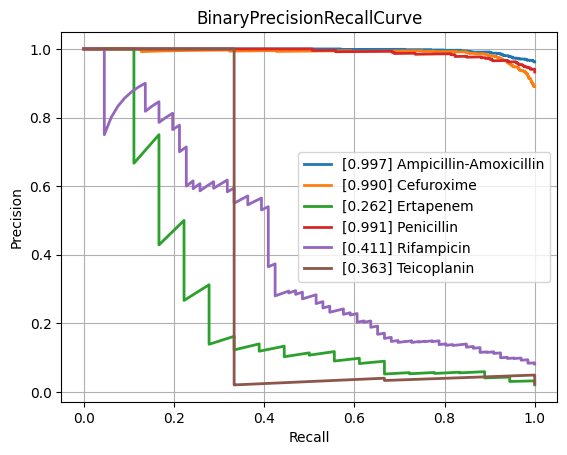 BinaryPrecisionRecallCurve
Precision
1.0
0.8
0.6
0.4
0.2
0.0
[0.997] Ampicillin-Amoxicillin
[0.990] Cefuroxime
[0.262] Ertapenem
[0.991] Penicillin
[0.411] Rifampicin
[0.363] Teicoplanin
0.0 0.2 0.4 0.6 0.8 1.0
Recall